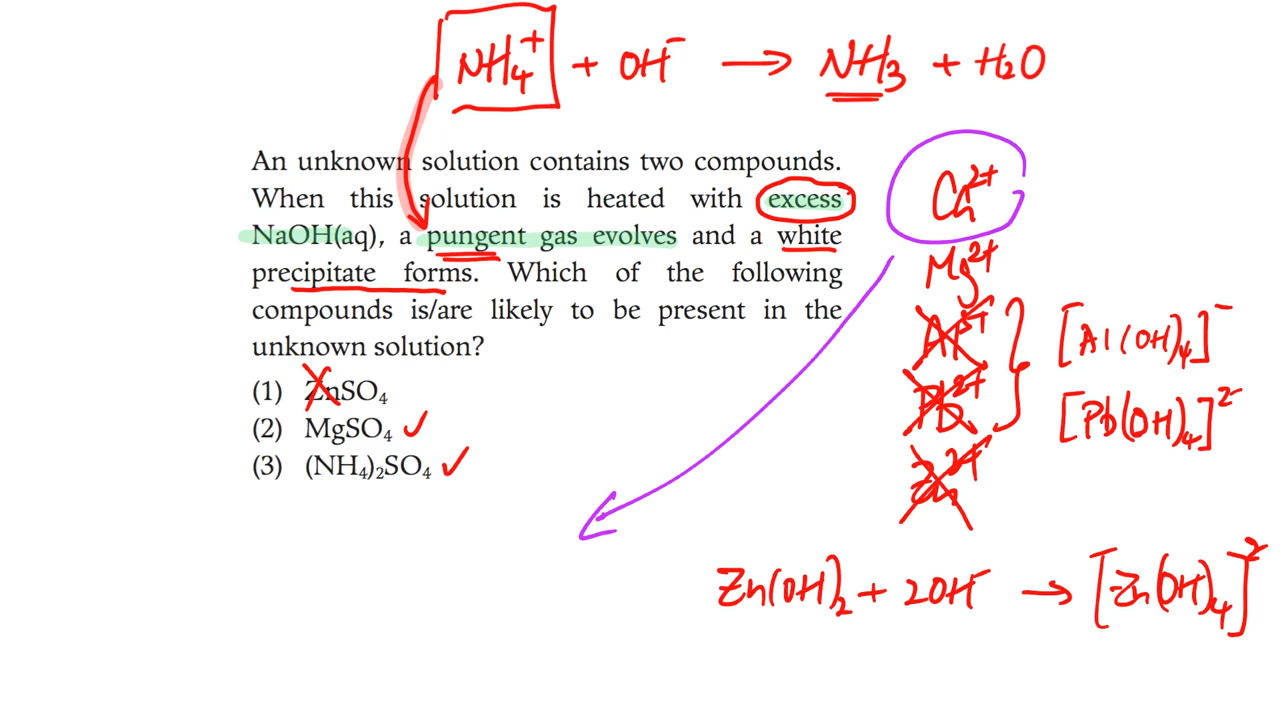 NH₄⁺ + OH⁻ → NH₃ + H₂O
An unknown solution contains two compounds.
When this solution is heated with excess
NaOH(aq), a pungent gas evolves and a white
precipitate forms. Which of the following
compounds is/are likely to be present in the
unknown solution?
(1) ZnSO₄
(2) MgSO₄ ✓
(3) (NH₄)₂SO₄ ✓
Ca²⁺
Mg²⁺
Al³⁺
Pb²⁺
Zn²⁺
[Al(OH)₄]⁻
[Pb(OH)₄]²⁻
Zn(OH)₂ + 2OH⁻ → [Zn(OH)₄]²